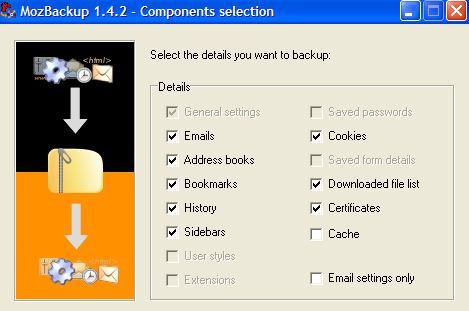 MozBackup 1.4.2 - Components selection
<html>
Select the details you want to backup:
Details
General settings
Saved passwords
Emails
Cookies
Address books
Saved form details
Bookmarks
Downloaded file list
History
Certificates
Sidebars
Cache
User styles
Extensions
Email settings only